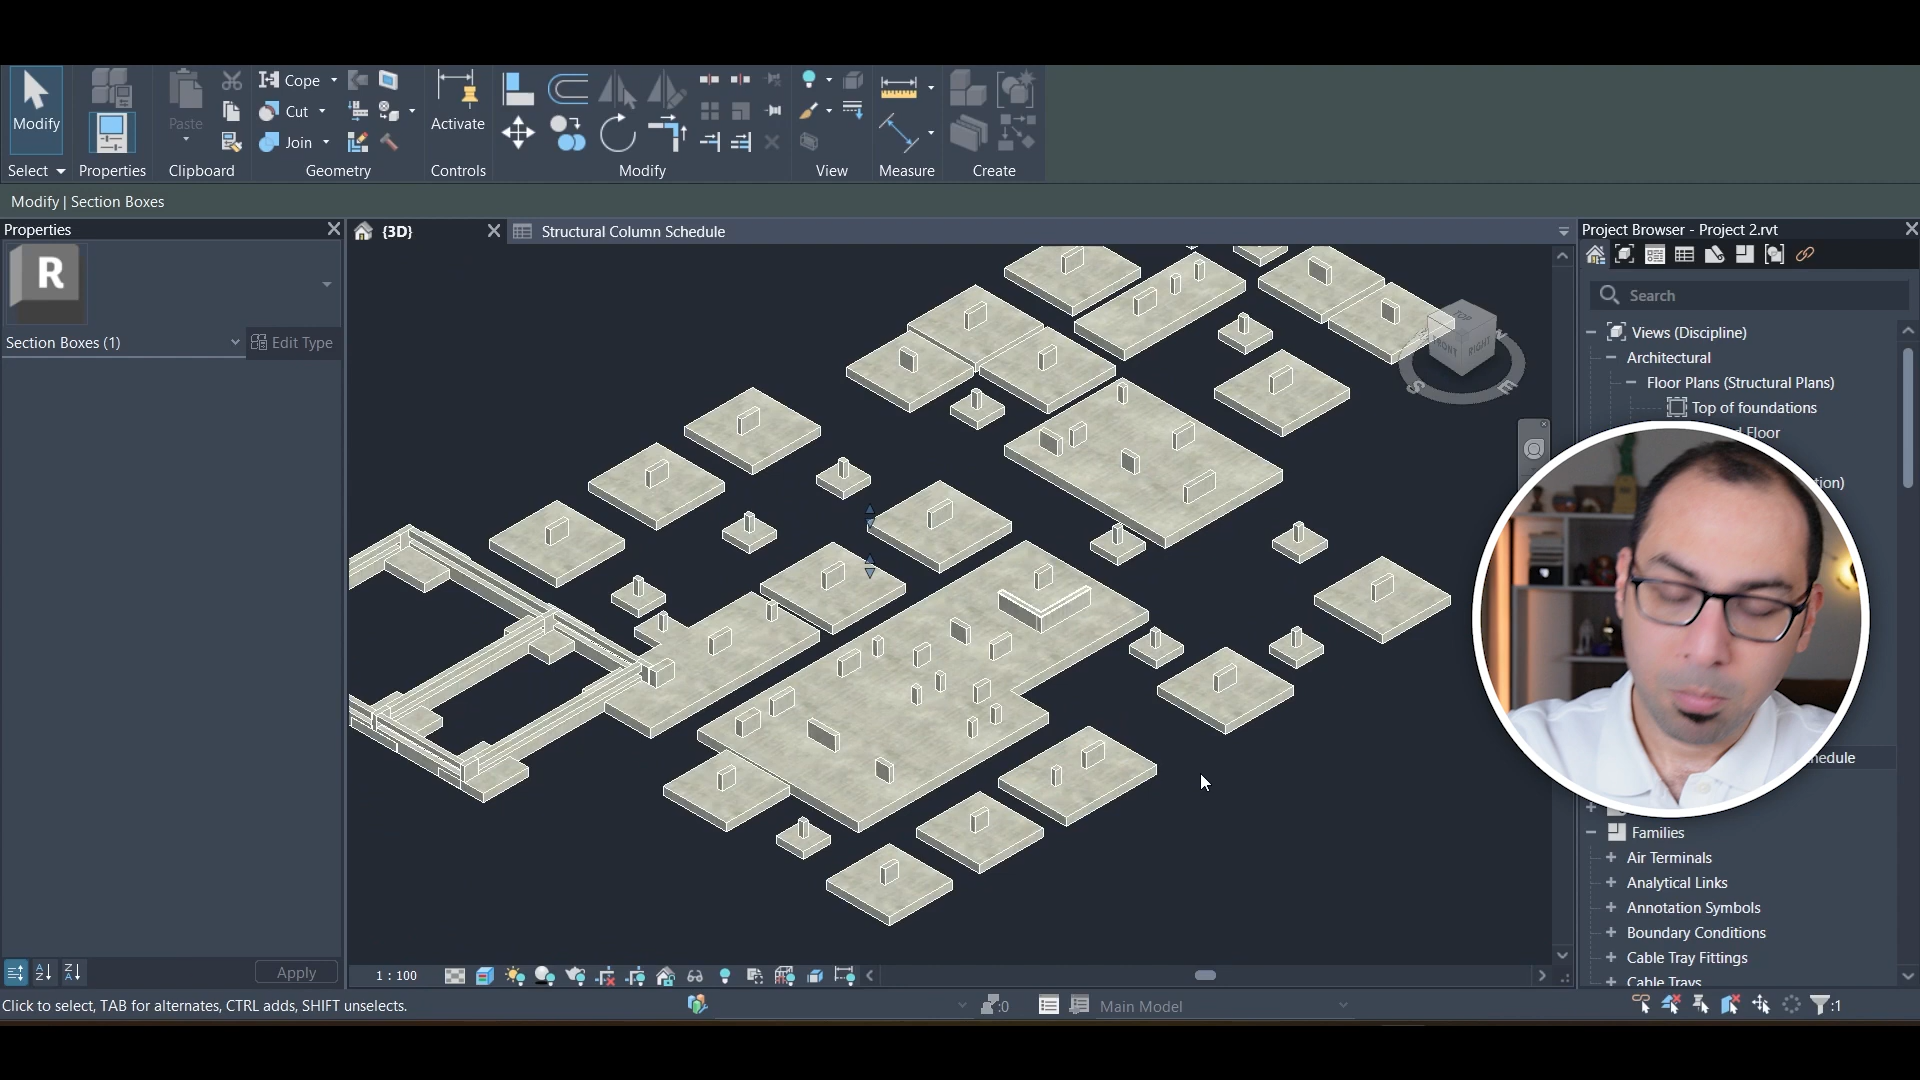 Modify
Select
Properties
Paste
Clipboard
Cope
Cut
Join
Geometry
Activate
Controls
Modify
View
Measure
Create
Modify | Section Boxes
Properties
R
Section Boxes (1)
Edit Type
Apply
{3D}
Structural Column Schedule
TOP
FRONT
RIGHT
S
E
1 : 100
Project Browser - Project 2.rvt
Search
Views (Discipline)
Architectural
Floor Plans (Structural Plans)
Top of foundations
Floor
Families
Air Terminals
Analytical Links
Annotation Symbols
Boundary Conditions
Cable Tray Fittings
Cable Trays
Click to select, TAB for alternates, CTRL adds, SHIFT unselects.
:0
Main Model
:1